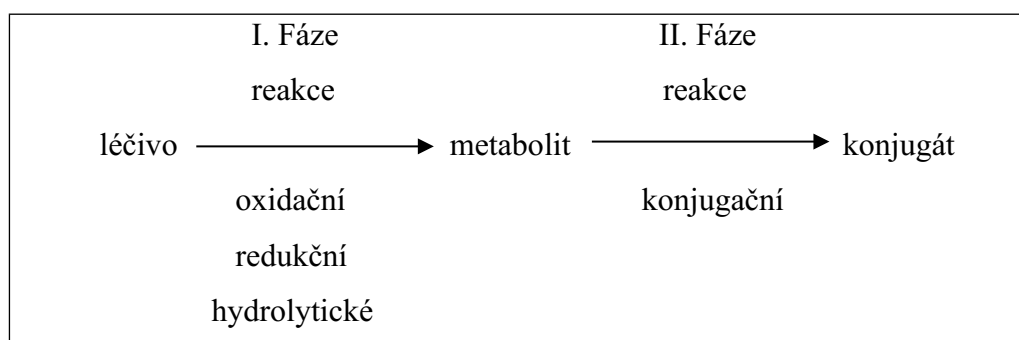 I. Fáze II. Fáze
reakce reakce
léčivo metabolit konjugát
oxidační konjugační
redukční
hydrolytické